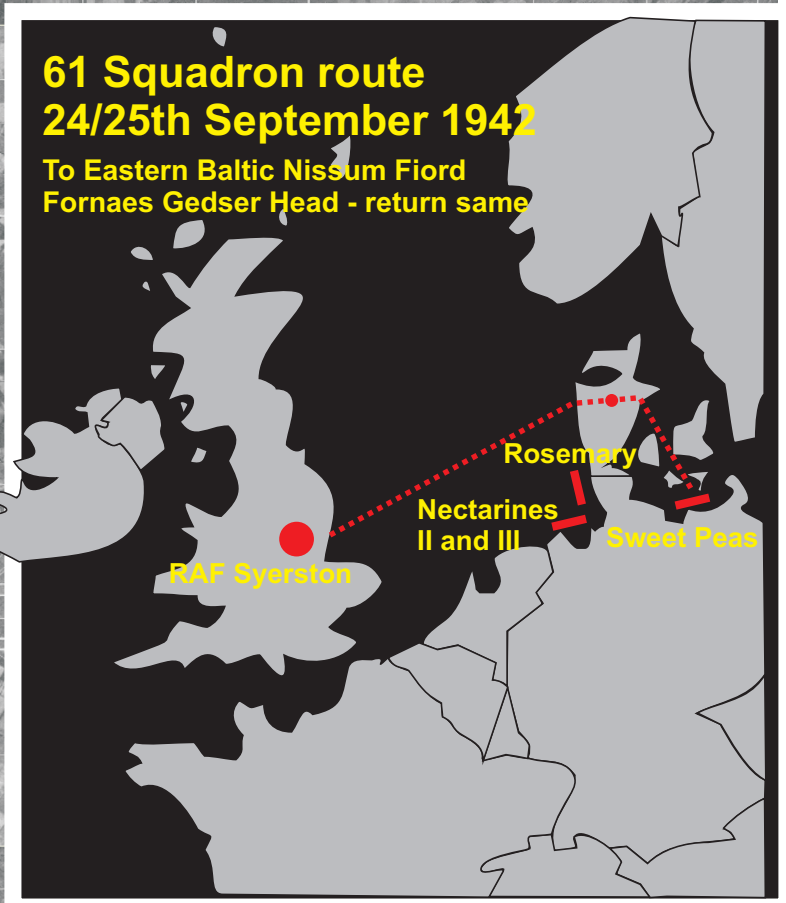 61 Squadron route
24/25th September 1942
To Eastern Baltic Nissum Fiord
Fornaes Gedser Head - return same
Rosemary
Nectarines
II and III
Sweet Peas
RAF Syerston